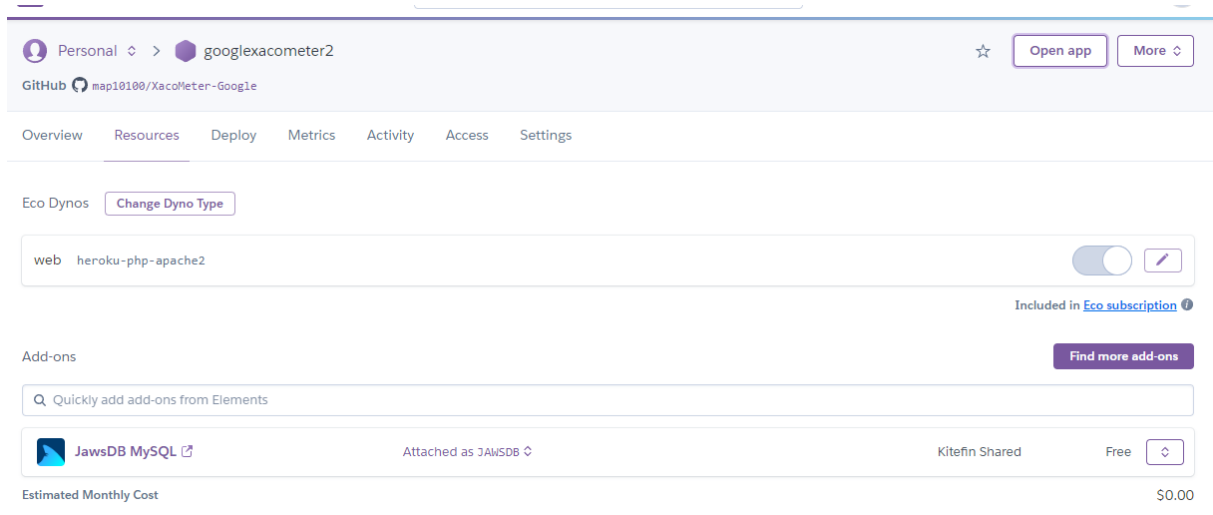 Personal > googlexacometer2
Open app
More
GitHub map10100/XacoMeter-Google
Overview Resources Deploy Metrics Activity Access Settings
Eco Dynos Change Dyno Type
web heroku-php-apache2
Included in Eco subscription
Add-ons
Find more add-ons
Quickly add add-ons from Elements
JawsDB MySQL Attached as JAWSDB Kitefin Shared Free
Estimated Monthly Cost $0.00